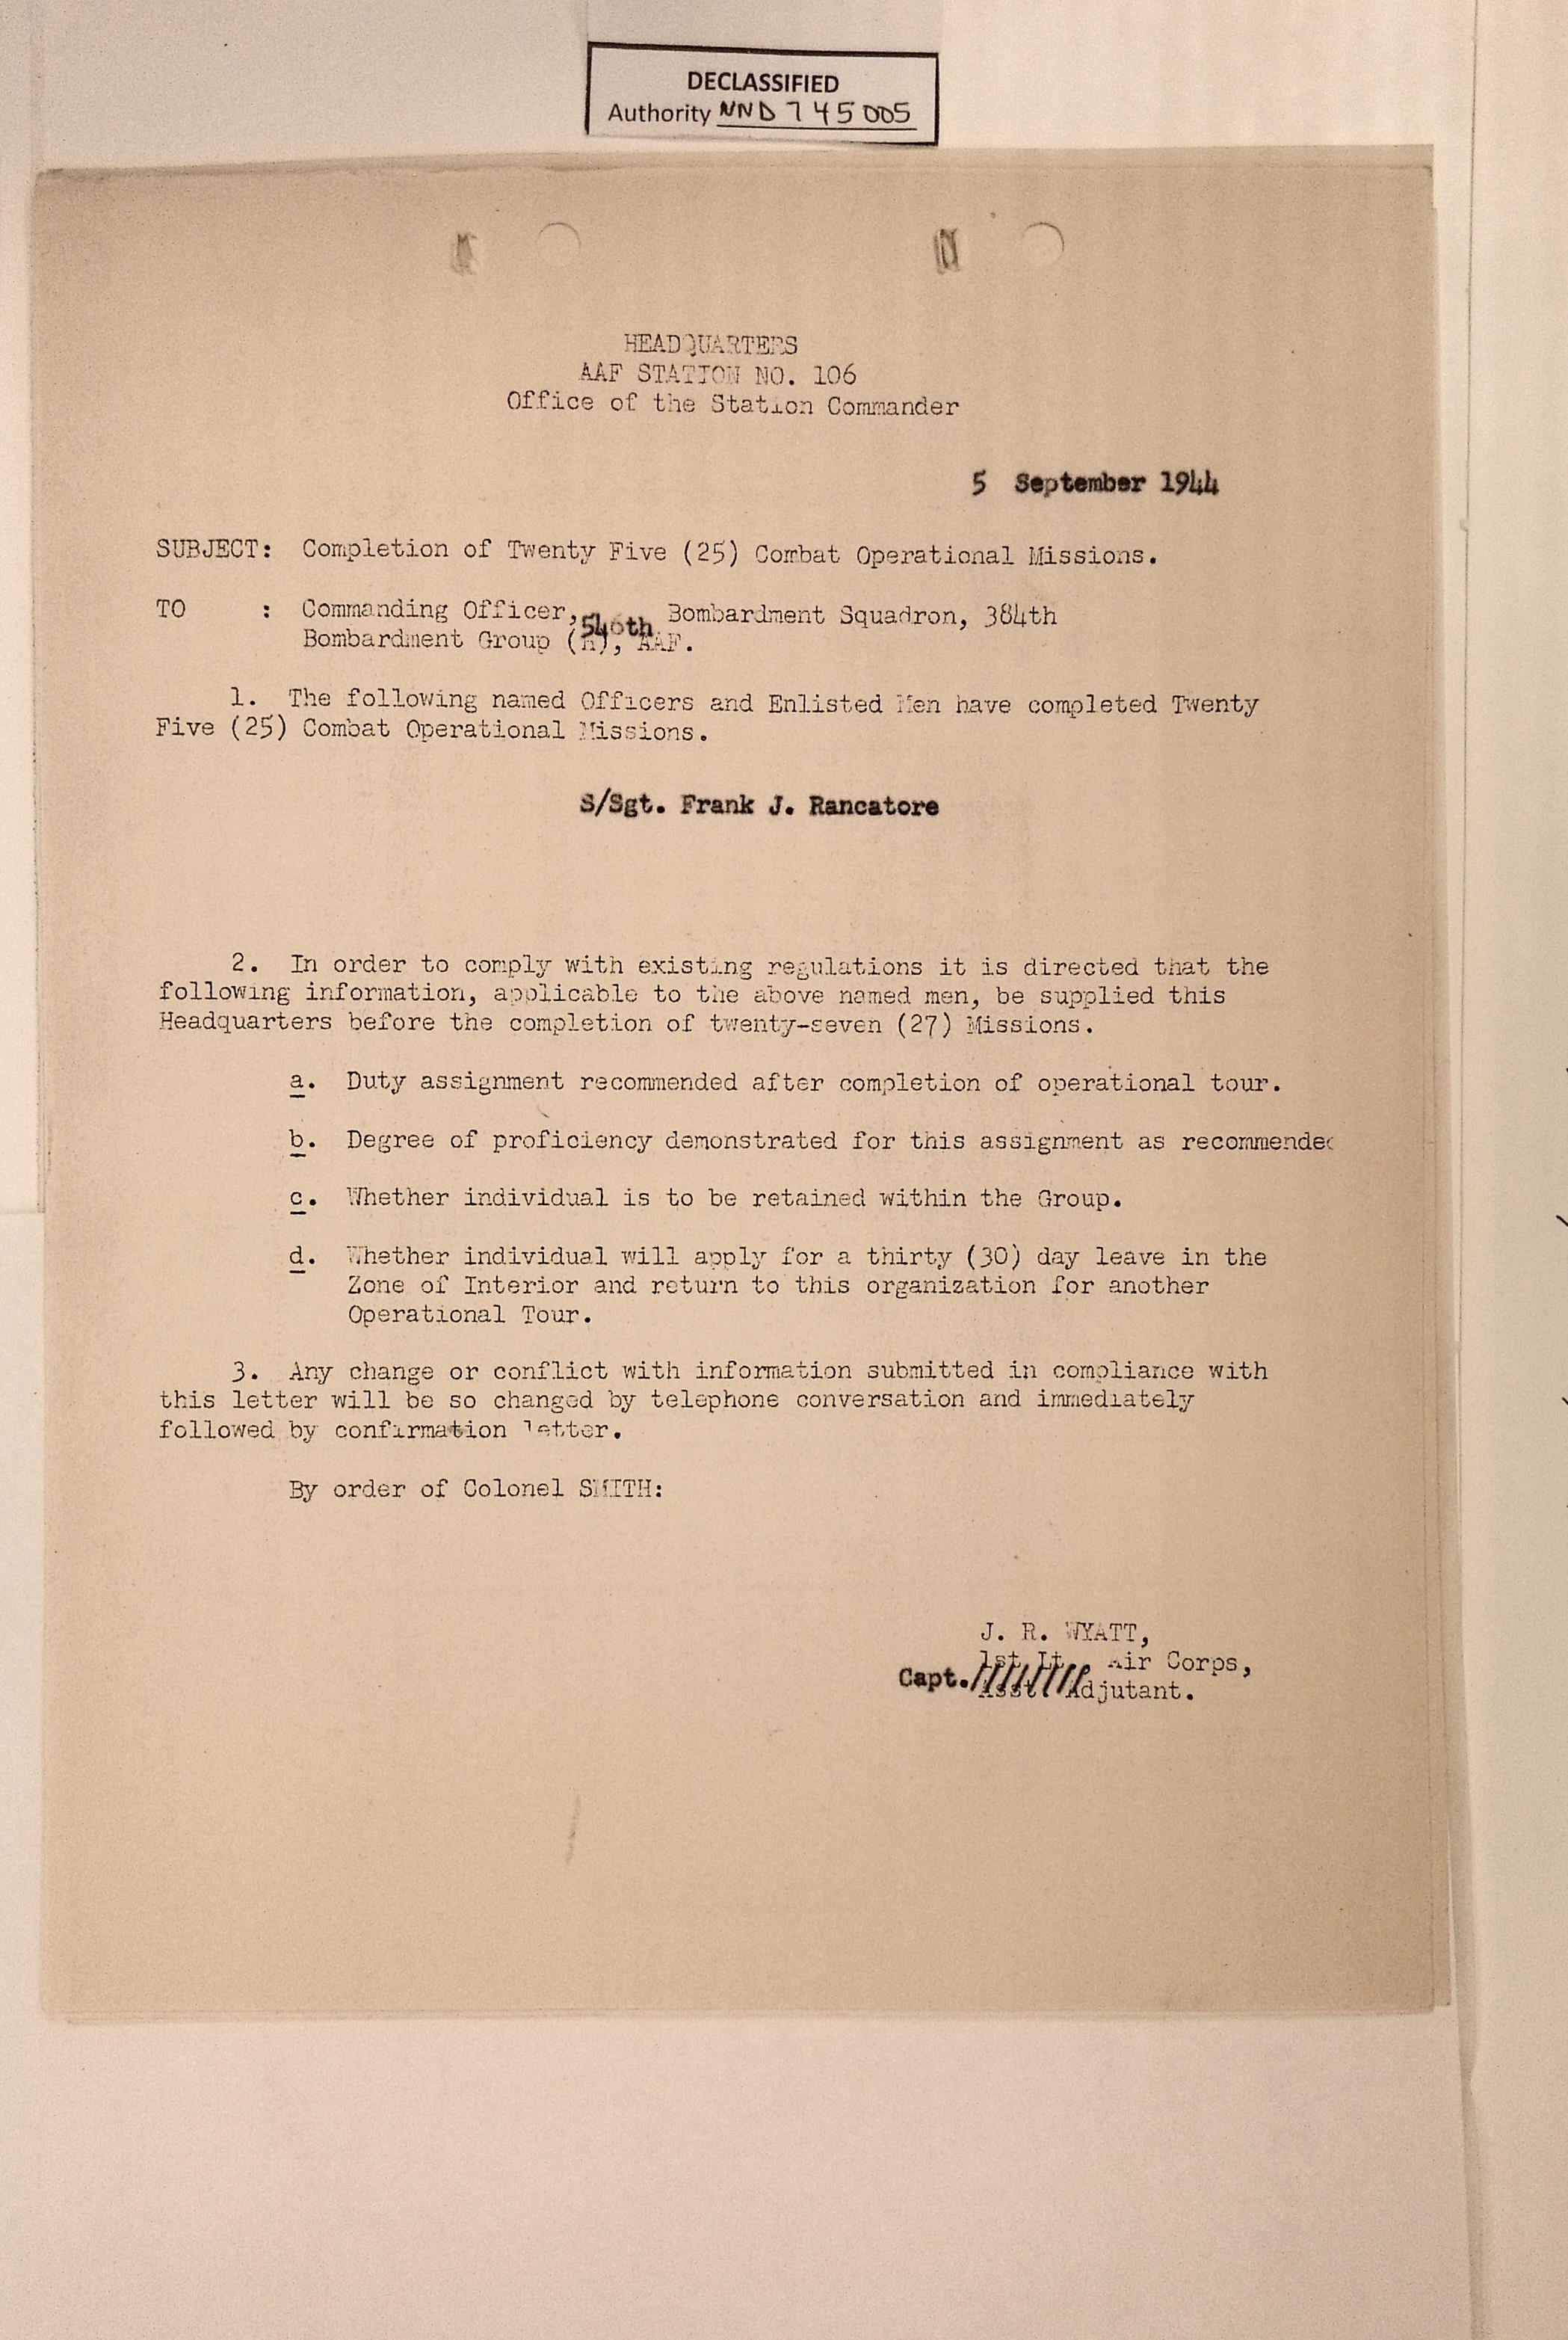 DECLASSIFIED
Authority NND 745005
HEADQUARTERS
AAF STATION NO. 106
Office of the Station Commander
5 September 1944
SUBJECT: Completion of Twenty Five (25) Combat Operational Missions.
TO : Commanding Officer, 546th Bombardment Squadron, 384th
Bombardment Group (H), AAF.
1. The following named Officers and Enlisted Men have completed Twenty
Five (25) Combat Operational Missions.
S/Sgt. Frank J. Rancatore
2. In order to comply with existing regulations it is directed that the
following information, applicable to the above named men, be supplied this
Headquarters before the completion of twenty-seven (27) Missions.
a. Duty assignment recommended after completion of operational tour.
b. Degree of proficiency demonstrated for this assignment as recommended
c. Whether individual is to be retained within the Group.
d. Whether individual will apply for a thirty (30) day leave in the
Zone of Interior and return to this organization for another
Operational Tour.
3. Any change or conflict with information submitted in compliance with
this letter will be so changed by telephone conversation and immediately
followed by confirmation letter.
By order of Colonel SMITH:
J. R. WYATT,
1st Lt., Air Corps,
Capt.///////// Asst. Adjutant.